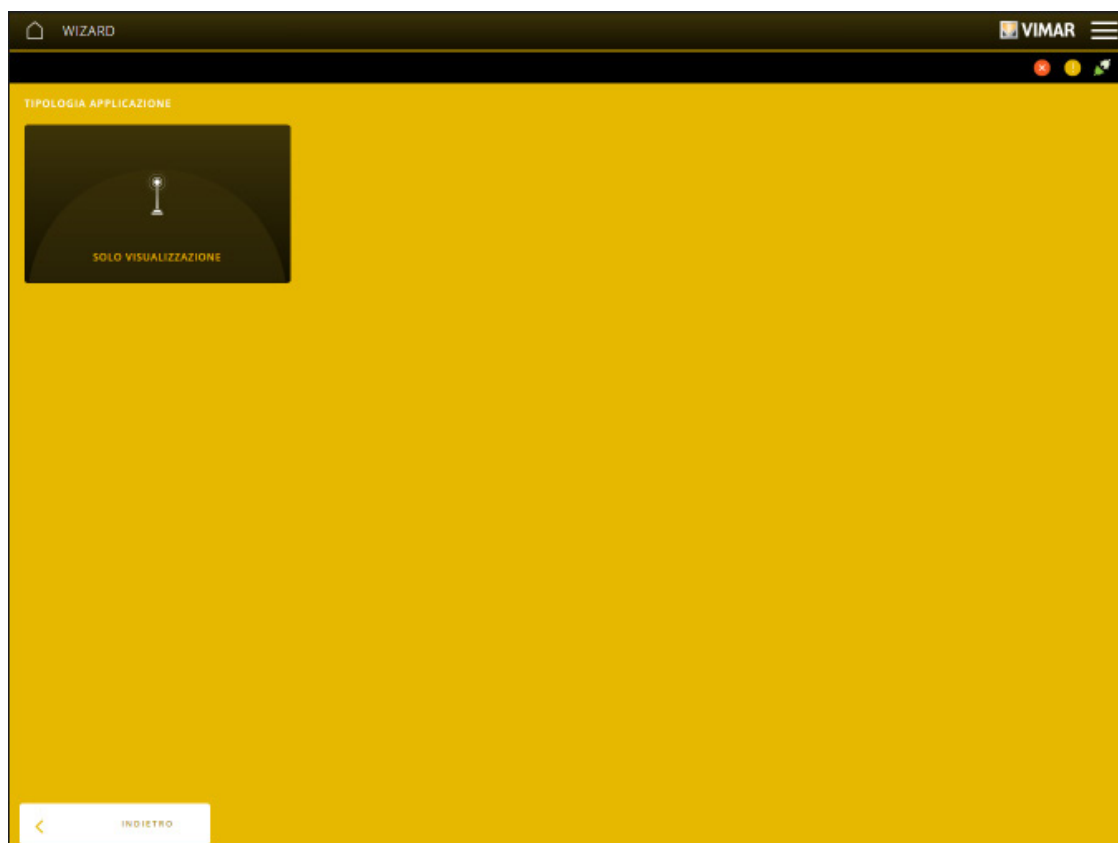 WIZARD
VIMAR
TIPOLOGIA APPLICAZIONE
SOLO VISUALIZZAZIONE
INDIETRO